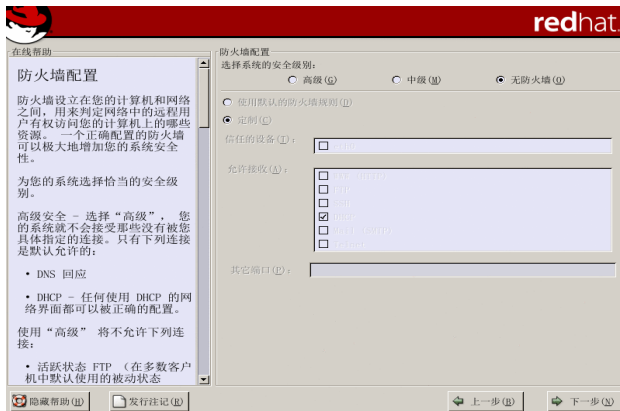 redhat.
在线帮助
防火墙配置
防火墙设立在您的计算机和网络
之间，用来判定网络中的远程用
户有权访问您的计算机上的哪些
资源。 一个正确配置的防火墙
可以极大地增加您的系统安全
性。
为您的系统选择恰当的安全级
别。
高级安全 - 选择“高级”， 您
的系统就不会接受那些没有被您
具体指定的连接。只有下列连接
是默认允许的：
• DNS 回应
• DHCP - 任何使用 DHCP 的网
络界面都可以被正确的配置。
使用“高级” 将不允许下列连
接：
• 活跃状态 FTP （在多数客户
机中默认使用的被动状态
防火墙配置
选择系统的安全级别：
高级(G) 中级(M) 无防火墙(O)
使用默认的防火墙规则(D)
定制(C)
信任的设备(T)：
允许接收(A)：
其它端口(P)：
隐藏帮助(H) 发行注记(R) 上一步(B) 下一步(N)